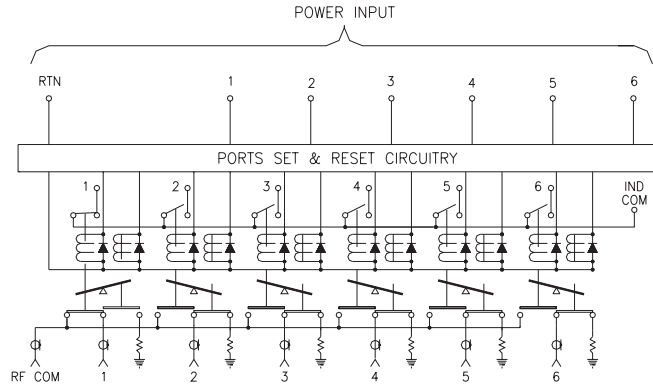 POWER INPUT
RTN 1 2 3 4 5 6
PORTS SET & RESET CIRCUITRY
1 2 3 4 5 6 IND
COM
RF COM 1 2 3 4 5 6